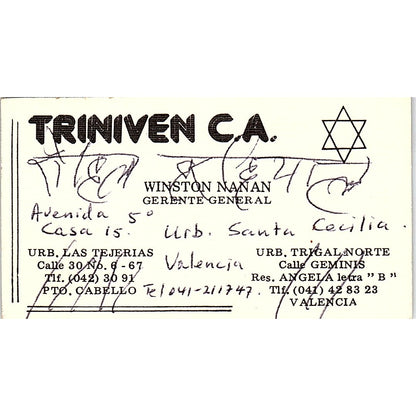 TRINIVEN C.A.
WINSTON NANAN
GERENTE GENERAL
Avenida 5º
Casa 15. Urb. Santa Cecilia.
Valencia
Tel 041-211747.
URB. LAS TEJERIAS
Calle 30 No. 6 - 67
Tlf. (042) 30 91
PTO. CABELLO
URB. TRIGAL NORTE
Calle GEMINIS
Res. ANGELA letra "B"
Tlf. (041) 42 83 23
VALENCIA